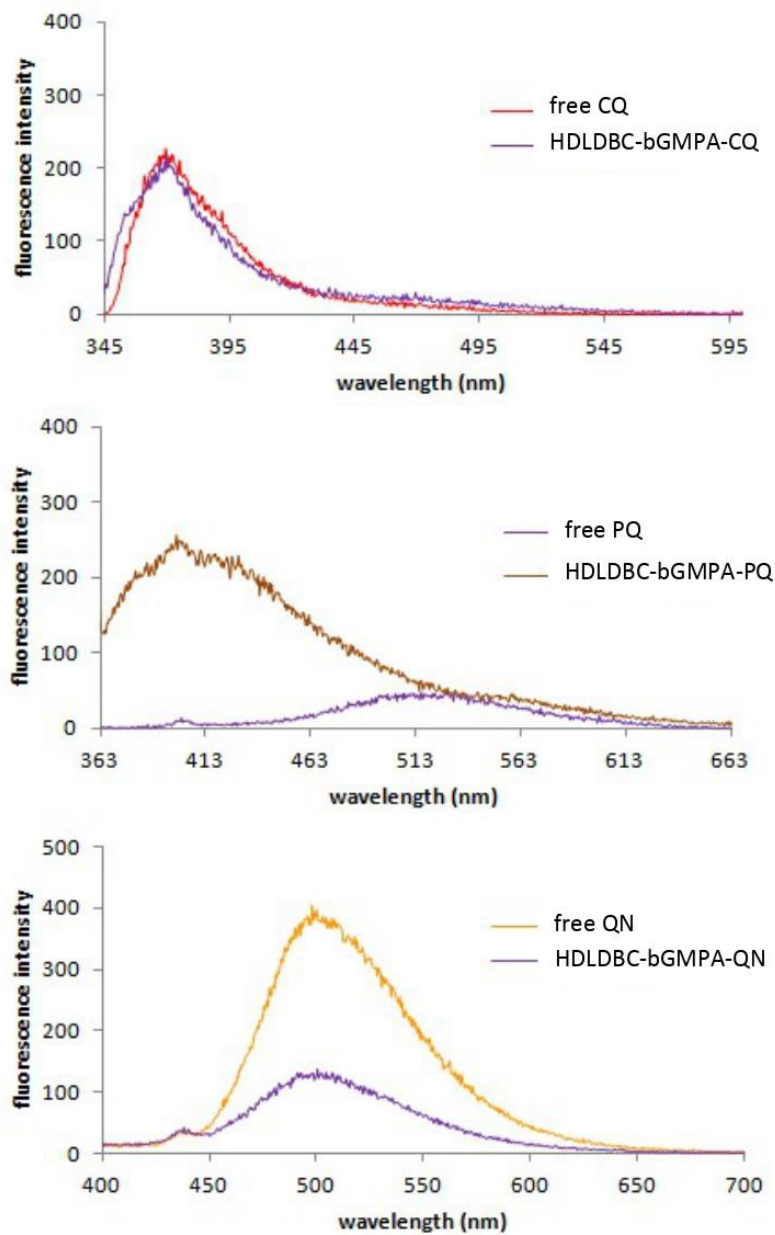 400
300
200
100
0
fluorescence intensity
free CQ
HDLDBC-bGMPA-CQ
345 395 445 495 545 595
wavelength (nm)
400
300
200
100
0
fluorescence intensity
free PQ
HDLDBC-bGMPA-PQ
363 413 463 513 563 613 663
wavelength (nm)
500
400
300
200
100
0
fluorescence intensity
free QN
HDLDBC-bGMPA-QN
400 450 500 550 600 650 700
wavelength (nm)